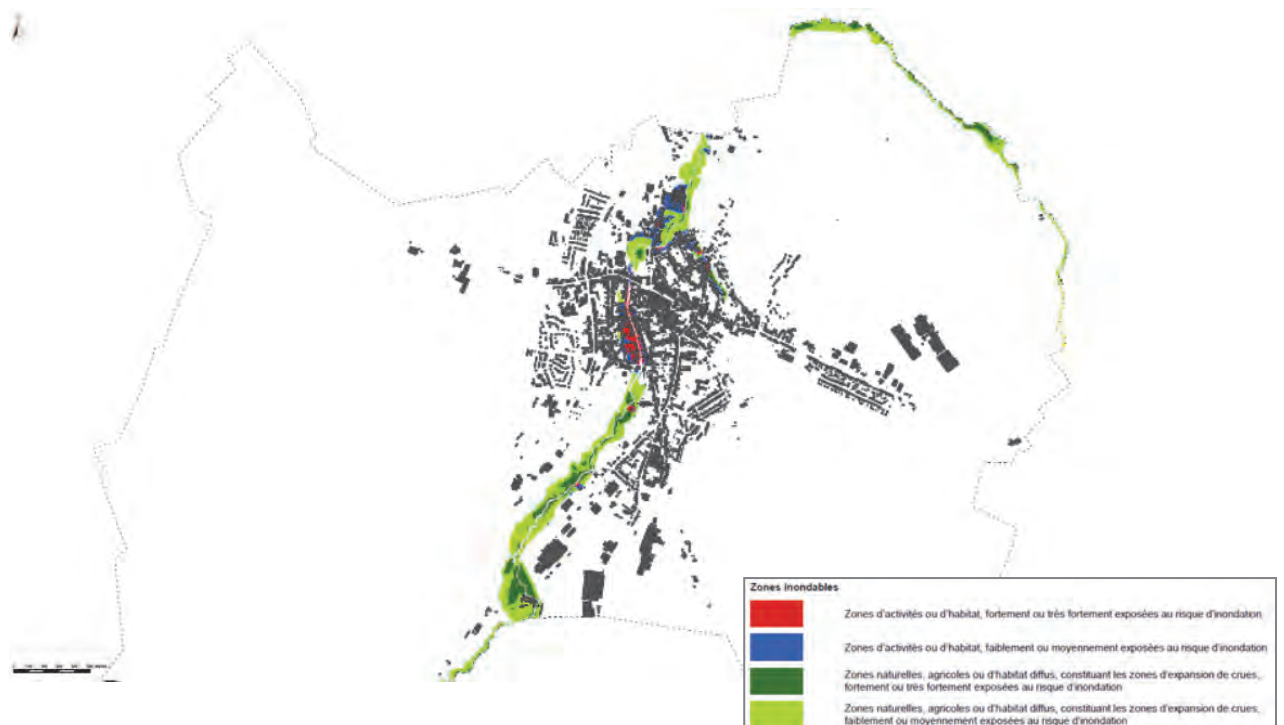 Zones inondables
Zones d'activités ou d'habitat, fortement ou très fortement exposées au risque d'inondation
Zones d'activités ou d'habitat, faiblement ou moyennement exposées au risque d'inondation
Zones naturelles, agricoles ou d'habitat diffus, constituant les zones d'expansion de crues,
fortement ou très fortement exposées au risque d'inondation
Zones naturelles, agricoles ou d'habitat diffus, constituant les zones d'expansion de crues,
faiblement ou moyennement exposées au risque d'inondation